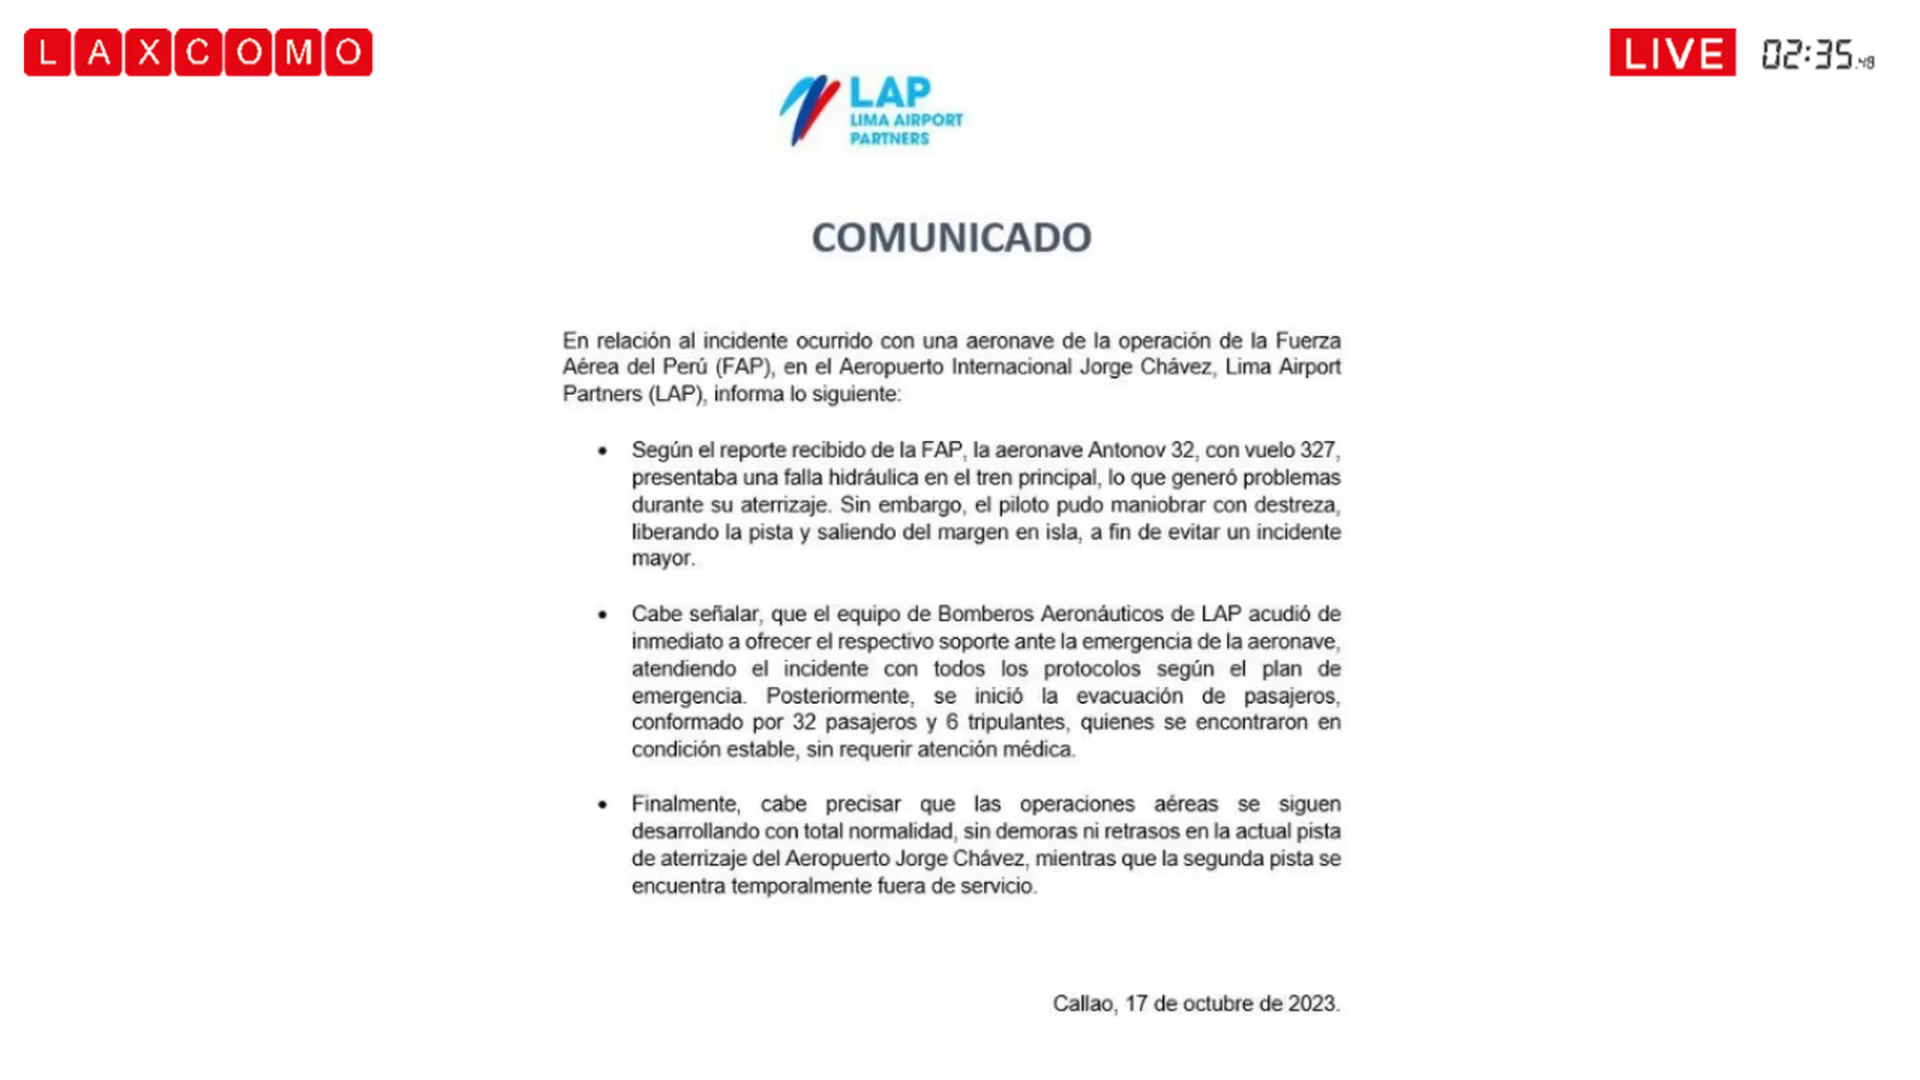 LAXCOMO
LIVE 02:35.48
LAP
LIMA AIRPORT
PARTNERS
COMUNICADO
En relación al incidente ocurrido con una aeronave de la operación de la Fuerza
Aérea del Perú (FAP), en el Aeropuerto Internacional Jorge Chávez, Lima Airport
Partners (LAP), informa lo siguiente:
• Según el reporte recibido de la FAP, la aeronave Antonov 32, con vuelo 327,
presentaba una falla hidráulica en el tren principal, lo que generó problemas
durante su aterrizaje. Sin embargo, el piloto pudo maniobrar con destreza,
liberando la pista y saliendo del margen en isla, a fin de evitar un incidente
mayor.
• Cabe señalar, que el equipo de Bomberos Aeronáuticos de LAP acudió de
inmediato a ofrecer el respectivo soporte ante la emergencia de la aeronave,
atendiendo el incidente con todos los protocolos según el plan de
emergencia. Posteriormente, se inició la evacuación de pasajeros,
conformado por 32 pasajeros y 6 tripulantes, quienes se encontraron en
condición estable, sin requerir atención médica.
• Finalmente, cabe precisar que las operaciones aéreas se siguen
desarrollando con total normalidad, sin demoras ni retrasos en la actual pista
de aterrizaje del Aeropuerto Jorge Chávez, mientras que la segunda pista se
encuentra temporalmente fuera de servicio.
Callao, 17 de octubre de 2023.